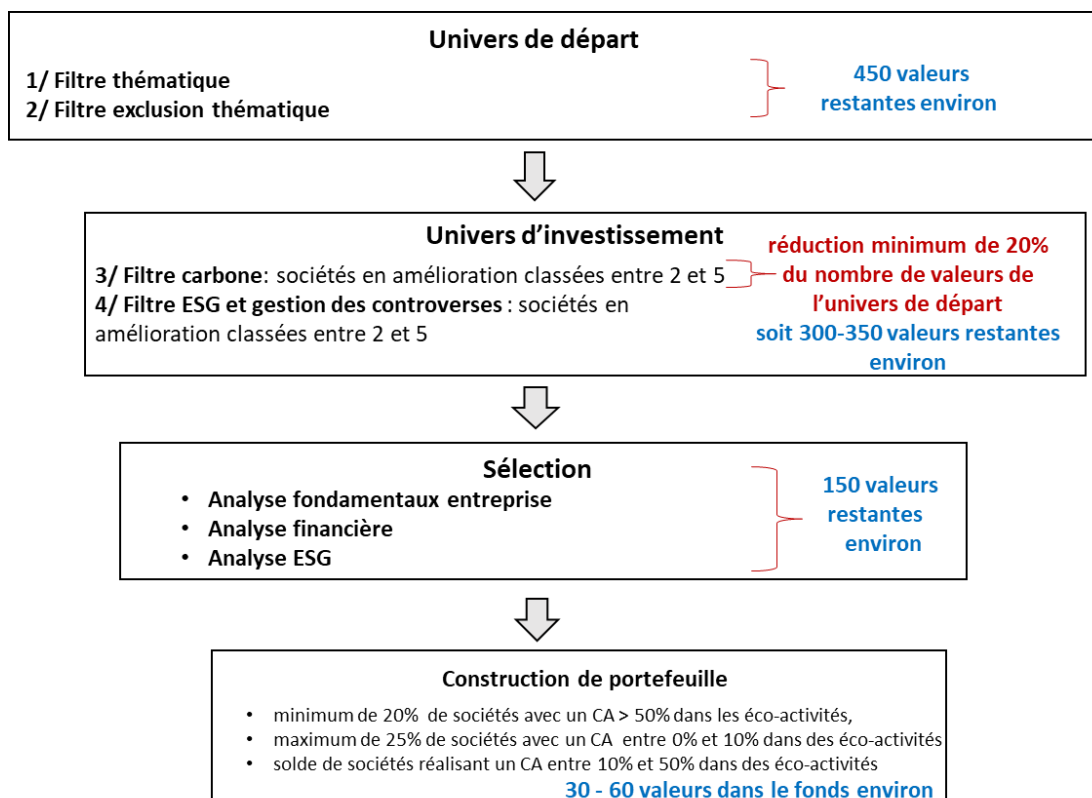 Univers de départ
1/ Filtre thématique
2/ Filtre exclusion thématique
450 valeurs
restantes environ
Univers d’investissement
3/ Filtre carbone: sociétés en amélioration classées entre 2 et 5
4/ Filtre ESG et gestion des controverses : sociétés en
amélioration classées entre 2 et 5
réduction minimum de 20%
du nombre de valeurs de
l’univers de départ
soit 300-350 valeurs restantes
environ
Sélection
• Analyse fondamentaux entreprise
• Analyse financière
• Analyse ESG
150 valeurs
restantes
environ
Construction de portefeuille
• minimum de 20% de sociétés avec un CA > 50% dans les éco-activités,
• maximum de 25% de sociétés avec un CA entre 0% et 10% dans des éco-activités
• solde de sociétés réalisant un CA entre 10% et 50% dans des éco-activités
30 - 60 valeurs dans le fonds environ